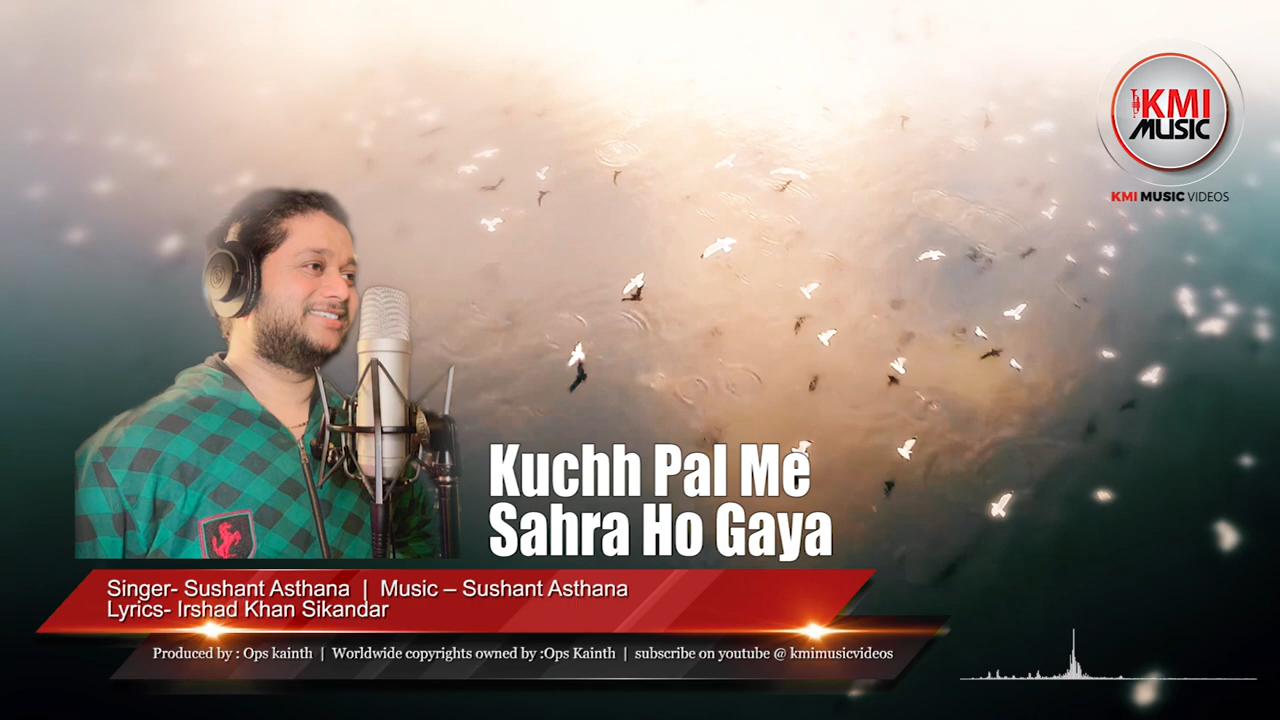 KMI
MUSIC
KMI MUSIC VIDEOS
Kuchh Pal Me
Sahra Ho Gaya
Singer- Sushant Asthana | Music – Sushant Asthana
Lyrics- Irshad Khan Sikandar
Produced by : Ops kainth | Worldwide copyrights owned by :Ops Kainth | subscribe on youtube @ kmimusicvideos